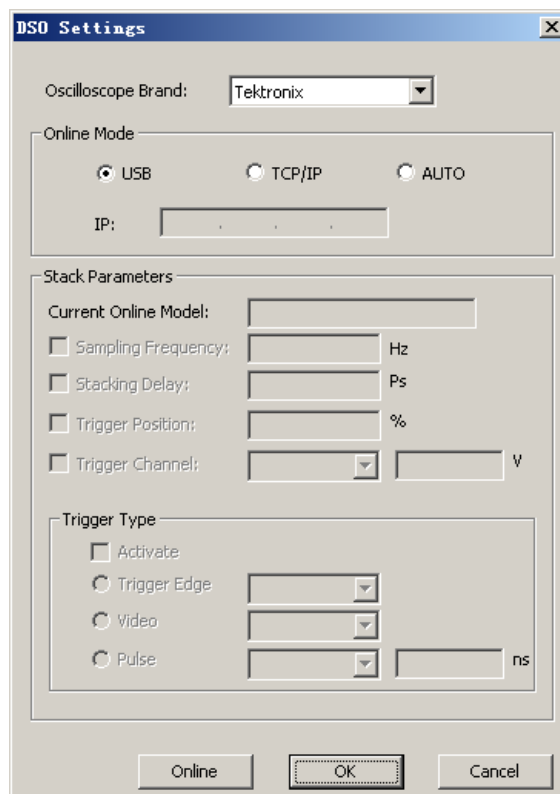 DSO Settings
Oscilloscope Brand: Tektronix
Online Mode
USB TCP/IP AUTO
IP: . . .
Stack Parameters
Current Online Model:
Sampling Frequency: Hz
Stacking Delay: Ps
Trigger Position: %
Trigger Channel: V
Trigger Type
Activate
Trigger Edge
Video
Pulse ns
Online OK Cancel